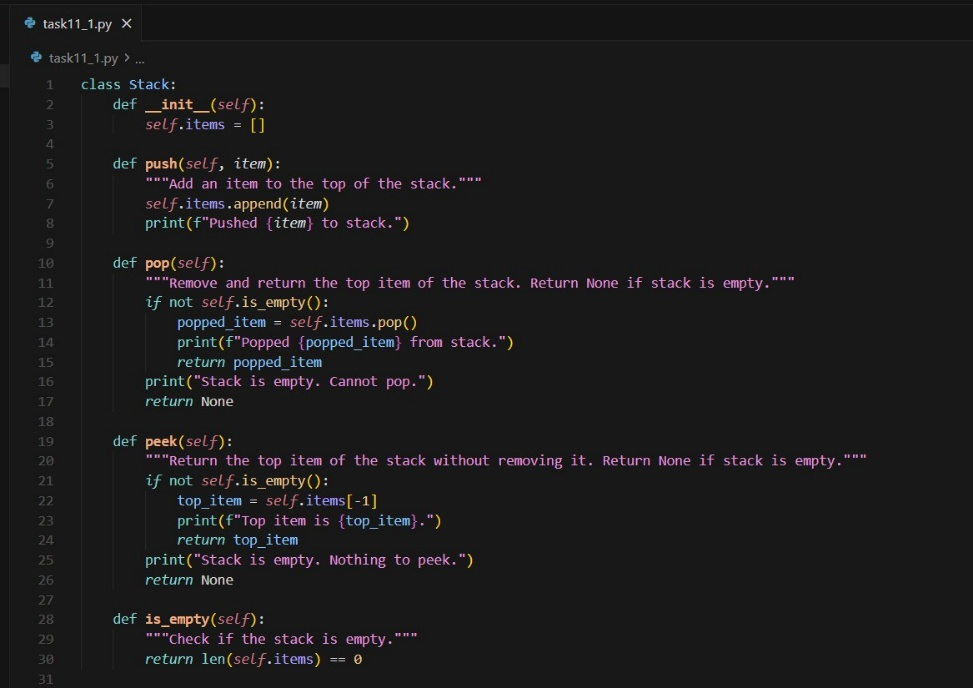 task11_1.py ×
task11_1.py > ...
1 class Stack:
2     def __init__(self):
3         self.items = []
4
5     def push(self, item):
6         """Add an item to the top of the stack."""
7         self.items.append(item)
8         print(f"Pushed {item} to stack.")
9
10     def pop(self):
11         """Remove and return the top item of the stack. Return None if stack is empty."""
12         if not self.is_empty():
13             popped_item = self.items.pop()
14             print(f"Popped {popped_item} from stack.")
15             return popped_item
16         print("Stack is empty. Cannot pop.")
17         return None
18
19     def peek(self):
20         """Return the top item of the stack without removing it. Return None if stack is empty."""
21         if not self.is_empty():
22             top_item = self.items[-1]
23             print(f"Top item is {top_item}.")
24             return top_item
25         print("Stack is empty. Nothing to peek.")
26         return None
27
28     def is_empty(self):
29         """Check if the stack is empty."""
30         return len(self.items) == 0
31